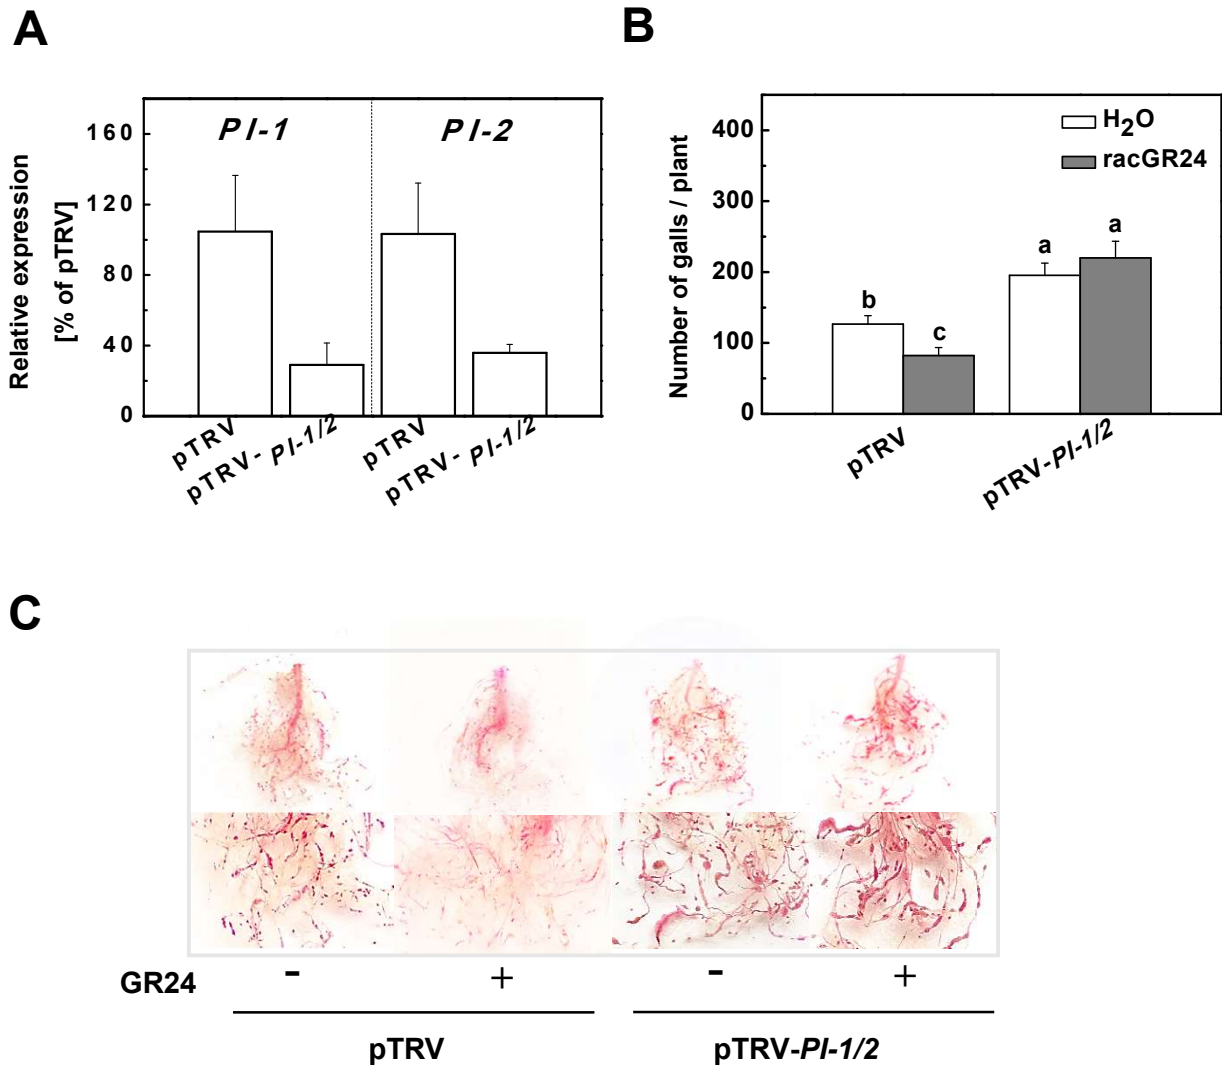 A
B
Relative expression
[% of pTRV]
160
120
80
40
0
PI-1
PI-2
pTRV
pTRV-PI-1/2
pTRV
pTRV-PI-1/2
Number of galls / plant
400
300
200
100
0
H2O
racGR24
b
c
a
a
pTRV
pTRV-PI-1/2
C
GR24 - + - +
pTRV pTRV-PI-1/2